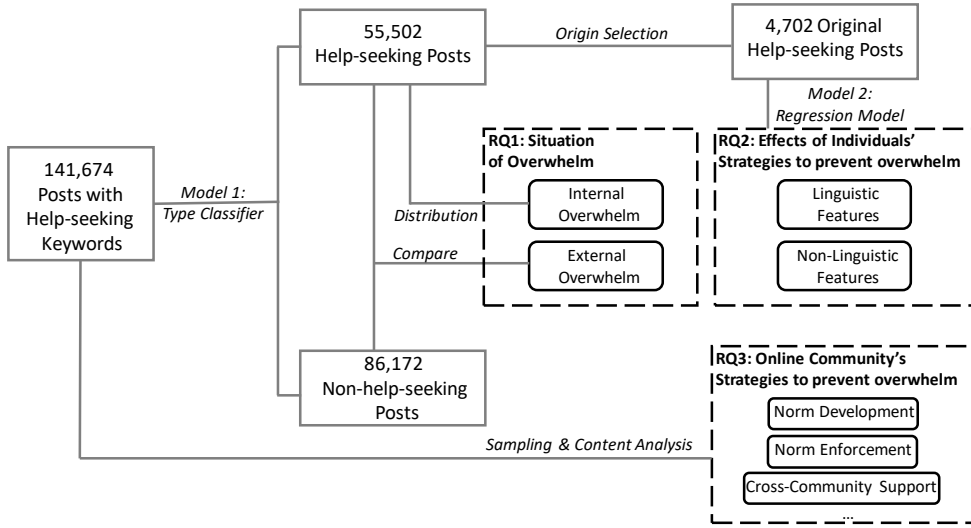 55,502
Help-seeking Posts
Origin Selection
4,702 Original
Help-seeking Posts
Model 2:
Regression Model
141,674
Posts with
Help-seeking
Keywords
Model 1:
Type Classifier
RQ1: Situation
of Overwhelm
Internal
Overwhelm
External
Overwhelm
Distribution
Compare
RQ2: Effects of Individuals'
Strategies to prevent overwhelm
Linguistic
Features
Non-Linguistic
Features
86,172
Non-help-seeking
Posts
RQ3: Online Community's
Strategies to prevent overwhelm
Norm Development
Norm Enforcement
Cross-Community Support
...
Sampling & Content Analysis